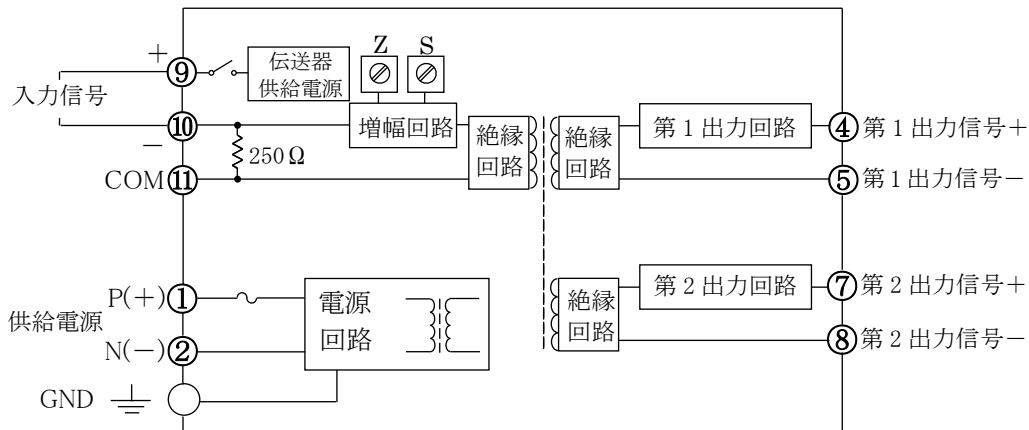 Z S
+
⑨
伝送器
供給電源
入力信号
⑩
−
増幅回路
250Ω
COM
⑪
絶縁
回路
絶縁
回路
第1出力回路
④ 第1出力信号+
⑤ 第1出力信号−
P(+)
①
供給電源
N(−)
②
GND
電源
回路
絶縁
回路
第2出力回路
⑦ 第2出力信号+
⑧ 第2出力信号−